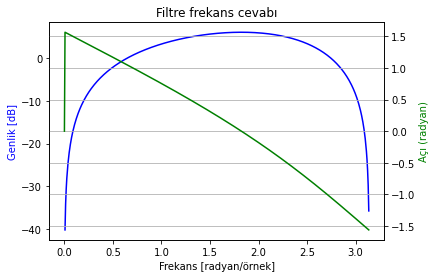 Filtre frekans cevabı
Genlik [dB]
0
−10
−20
−30
−40
1.5
1.0
0.5
0.0
−0.5
−1.0
−1.5
Açı (radyan)
0.0 0.5 1.0 1.5 2.0 2.5 3.0
Frekans [radyan/örnek]